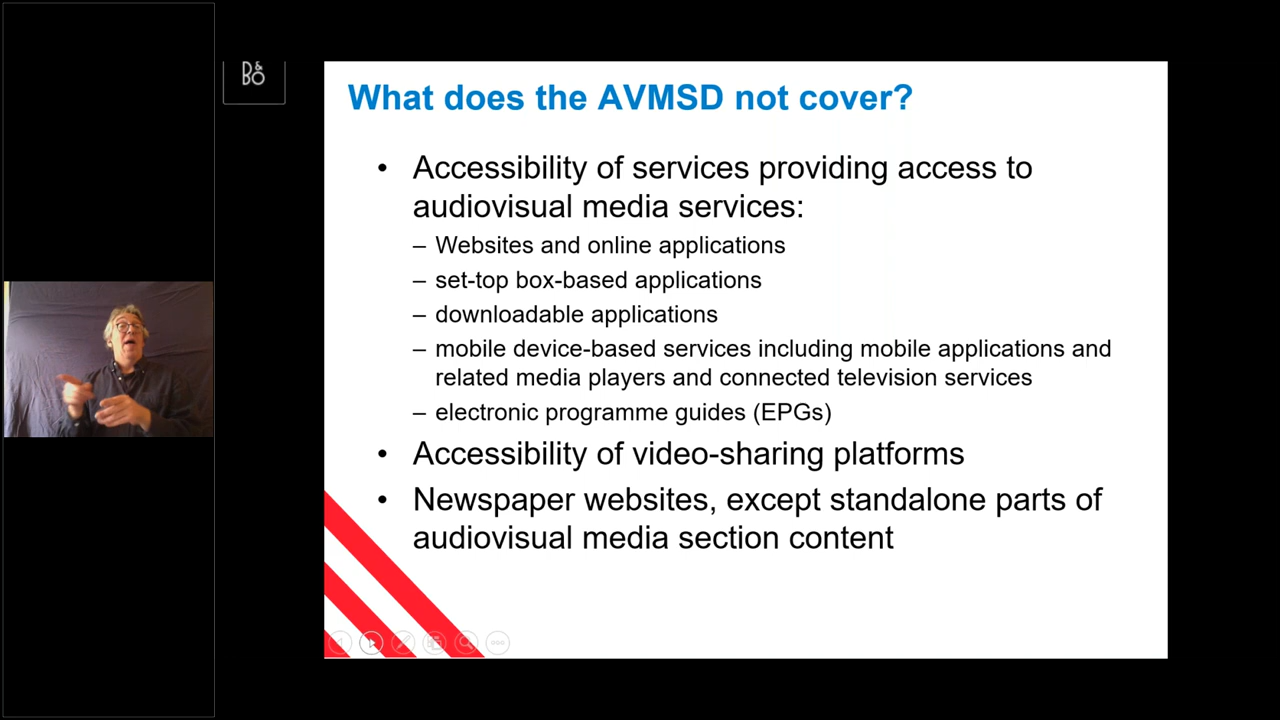 B&
BO
What does the AVMSD not cover?
• Accessibility of services providing access to
audiovisual media services:
– Websites and online applications
– set-top box-based applications
– downloadable applications
– mobile device-based services including mobile applications and
related media players and connected television services
– electronic programme guides (EPGs)
• Accessibility of video-sharing platforms
• Newspaper websites, except standalone parts of
audiovisual media section content